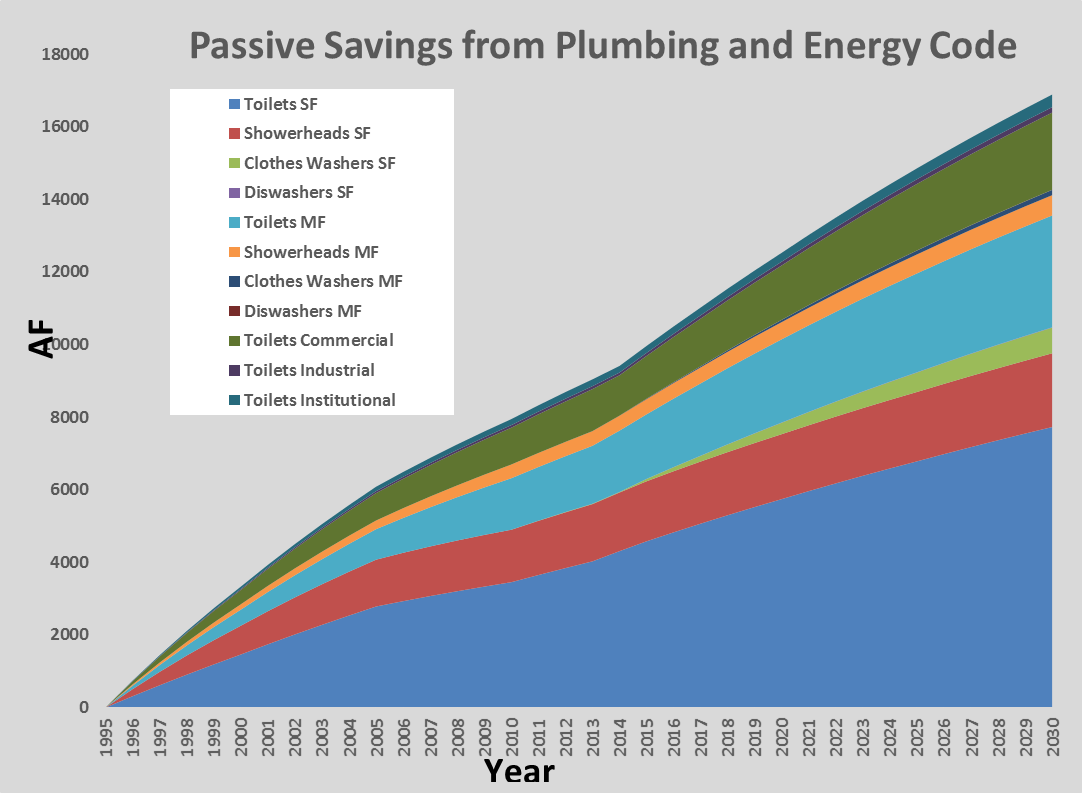 Passive Savings from Plumbing and Energy Code
18000
16000
14000
12000
10000
8000
6000
4000
2000
0
AF
Toilets SF
Showerheads SF
Clothes Washers SF
Diswashers SF
Toilets MF
Showerheads MF
Clothes Washers MF
Diswashers MF
Toilets Commercial
Toilets Industrial
Toilets Institutional
1995 1996 1997 1998 1999 2000 2001 2002 2003 2004 2005 2006 2007 2008 2009 2010 2011 2012 2013 2014 2015 2016 2017 2018 2019 2020 2021 2022 2023 2024 2025 2026 2027 2028 2029 2030
Year